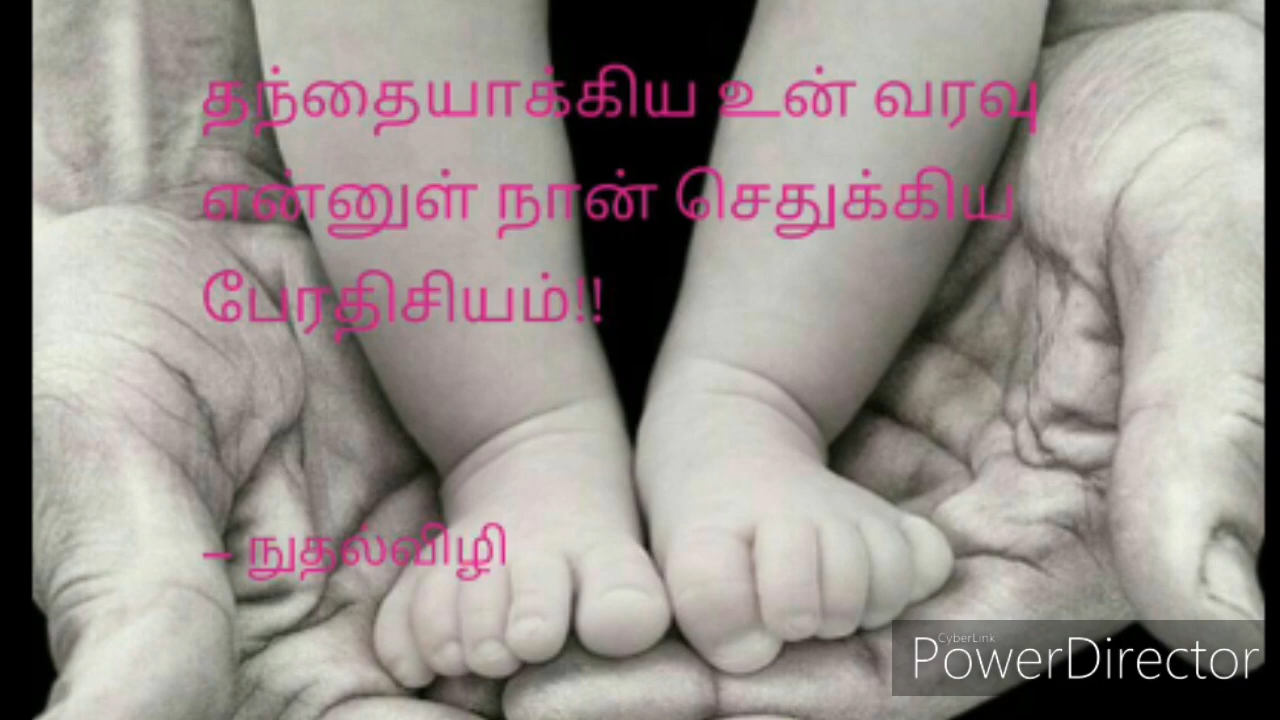 தந்தையாக்கிய உன் வரவு
என்னுள் நான் செதுக்கிய
பேரதிசியம்!!
– நுதல்விழி
CyberLink
PowerDirector